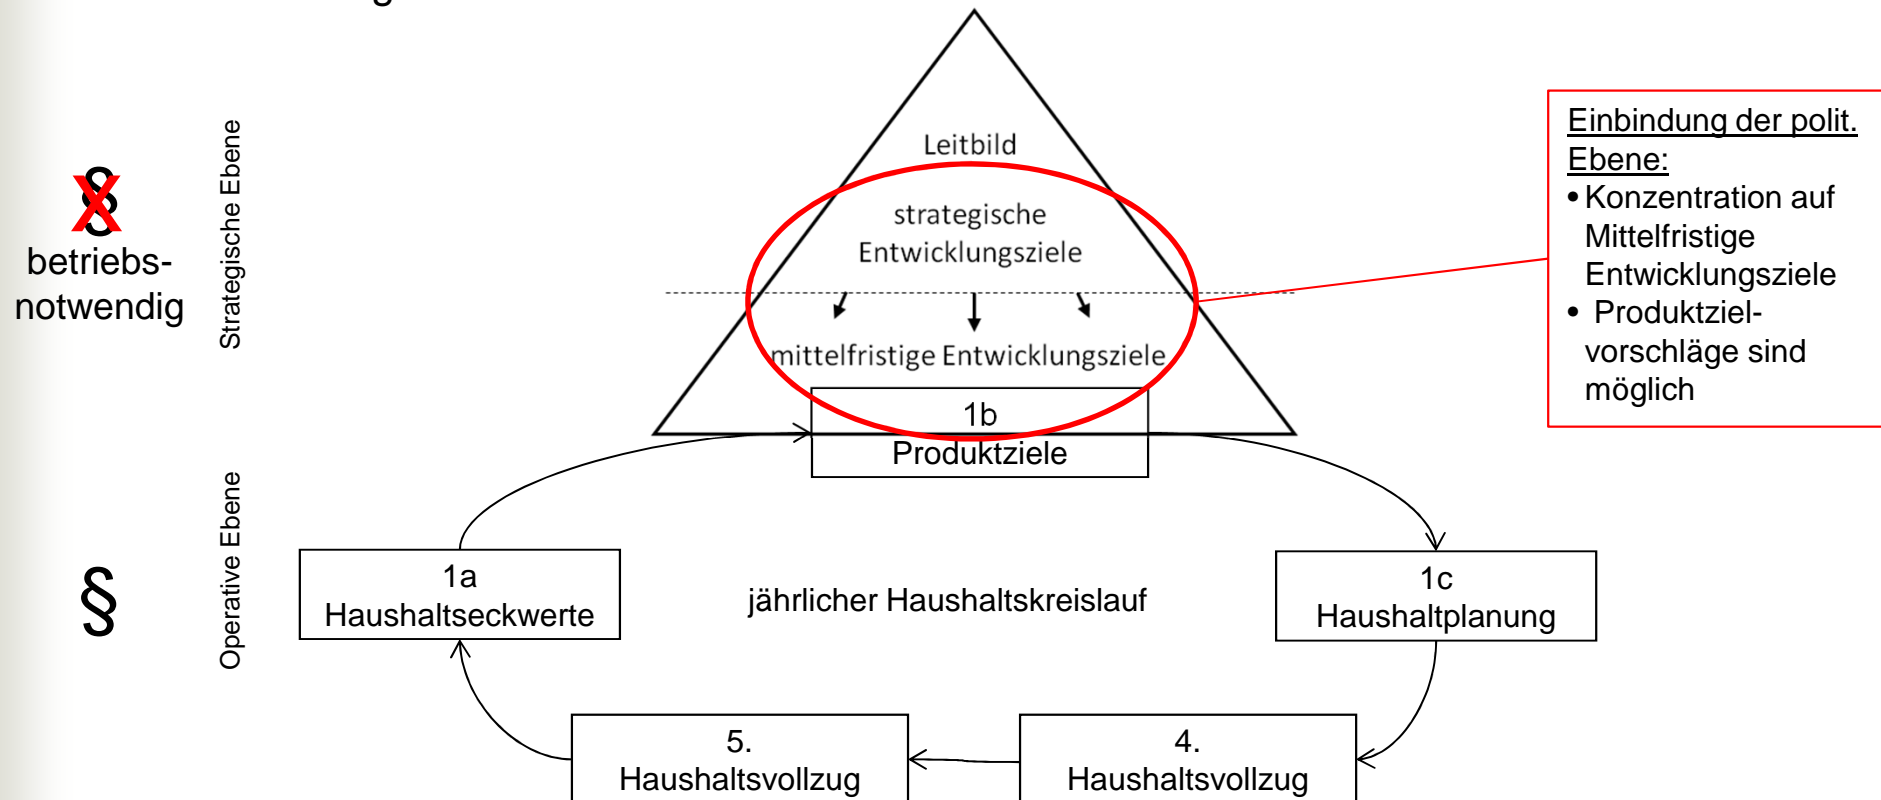 Leitbild
strategische
Entwicklungsziele
mittelfristige Entwicklungsziele
1b
Produktziele
Einbindung der polit.
Ebene:
• Konzentration auf
Mittelfristige
Entwicklungsziele
• Produktziel-
vorschläge sind
möglich
Strategische Ebene
§
X
betriebs-
notwendig
Operative Ebene
§
1a
Haushaltseckwerte
jährlicher Haushaltskreislauf
1c
Haushaltplanung
5.
Haushaltsvollzug
4.
Haushaltsvollzug